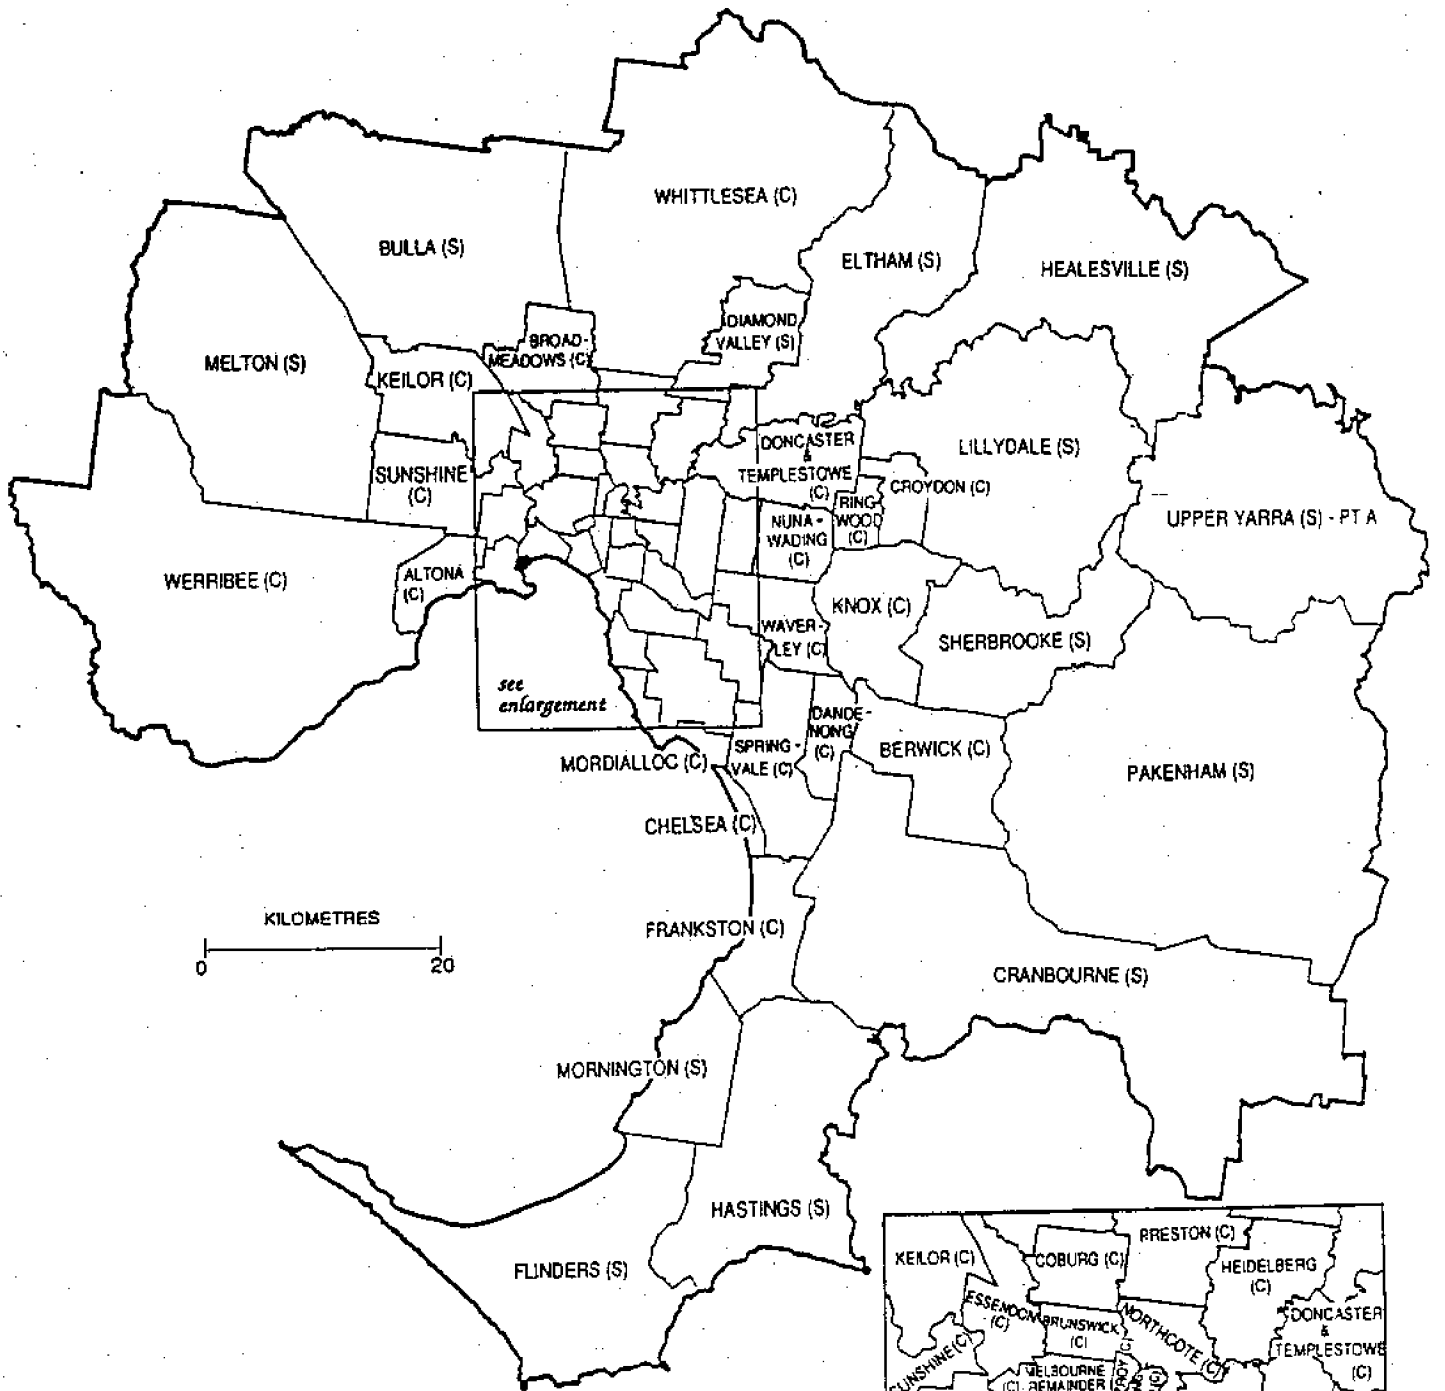 WHITTLESEA (C)
BULLA (S)
ELTHAM (S)
HEALESVILLE (S)
DIAMOND
VALLEY (S)
BROAD-
MEADOWS (C)
MELTON (S)
KEILOR (C)
DONCASTER
&
TEMPLESTOWE
(C)
LILLYDALE (S)
SUNSHINE
(C)
CROYDON (C)
RING-
WOOD
(C)
NUNA-
WADING
(C)
UPPER YARRA (S) - PT A
WERRIBEE (C)
ALTONA
(C)
KNOX (C)
WAVER-
LEY (C)
SHERBROOKE (S)
see
enlargement
DANDE-
NONG
(C)
SPRING-
VALE (C)
BERWICK (C)
MORDIALLOC (C)
PAKENHAM (S)
CHELSEA (C)
KILOMETRES
0 20
FRANKSTON (C)
CRANBOURNE (S)
MORNINGTON (S)
HASTINGS (S)
FLINDERS (S)
PRESTON (C)
KEILOR (C)
COBURG (C)
HEIDELBERG
(C)
ESSENDON
(C)
BRUNSWICK
(C)
NORTHCOTE (C)
DONCASTER
&
TEMPLESTOWE
(C)
SUNSHINE (C)
MELBOURNE
REMAINDER
(C)